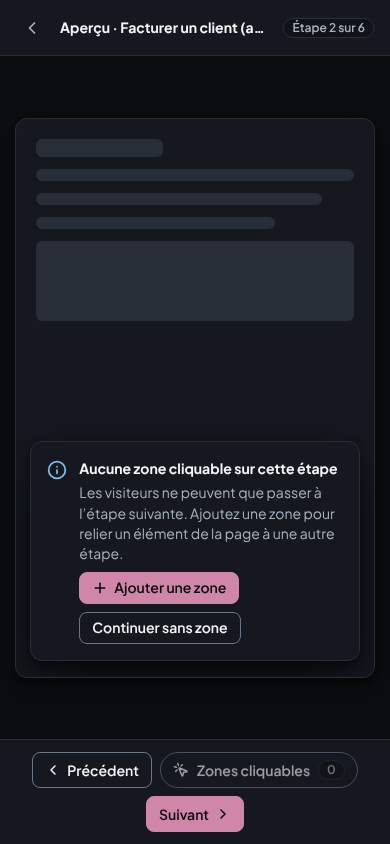 Aperçu · Facturer un client (a…
Étape 2 sur 6
Aucune zone cliquable sur cette étape
Les visiteurs ne peuvent que passer à
l'étape suivante. Ajoutez une zone pour
relier un élément de la page à une autre
étape.
Ajouter une zone
Continuer sans zone
Précédent
Zones cliquables 0
Suivant